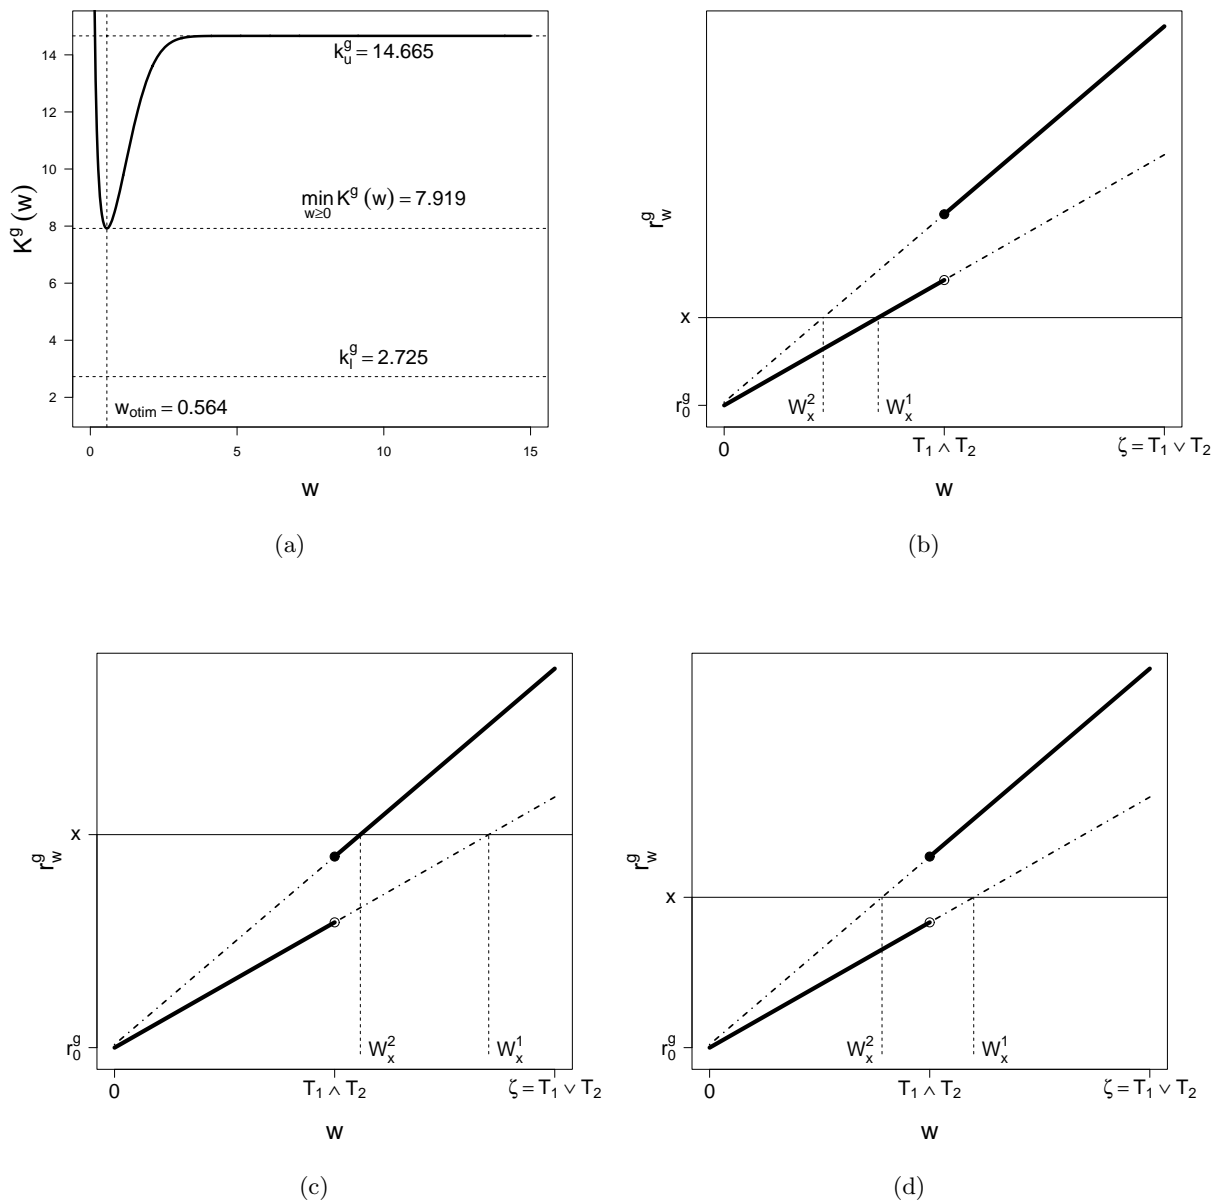 14
12
10
8
6
4
2
K^g (w)
k_u^g = 14.665
min K^g (w) = 7.919
w≥0
k_l^g = 2.725
w_otim = 0.564
0 5 10 15
w
(a)
r_w^g
x
r_0^g
W_x^2 W_x^1
0 T_1 ∧ T_2 ζ = T_1 ∨ T_2
w
(b)
r_w^g
x
r_0^g
W_x^2 W_x^1
0 T_1 ∧ T_2 ζ = T_1 ∨ T_2
w
(c)
r_w^g
x
r_0^g
W_x^2 W_x^1
0 T_1 ∧ T_2 ζ = T_1 ∨ T_2
w
(d)